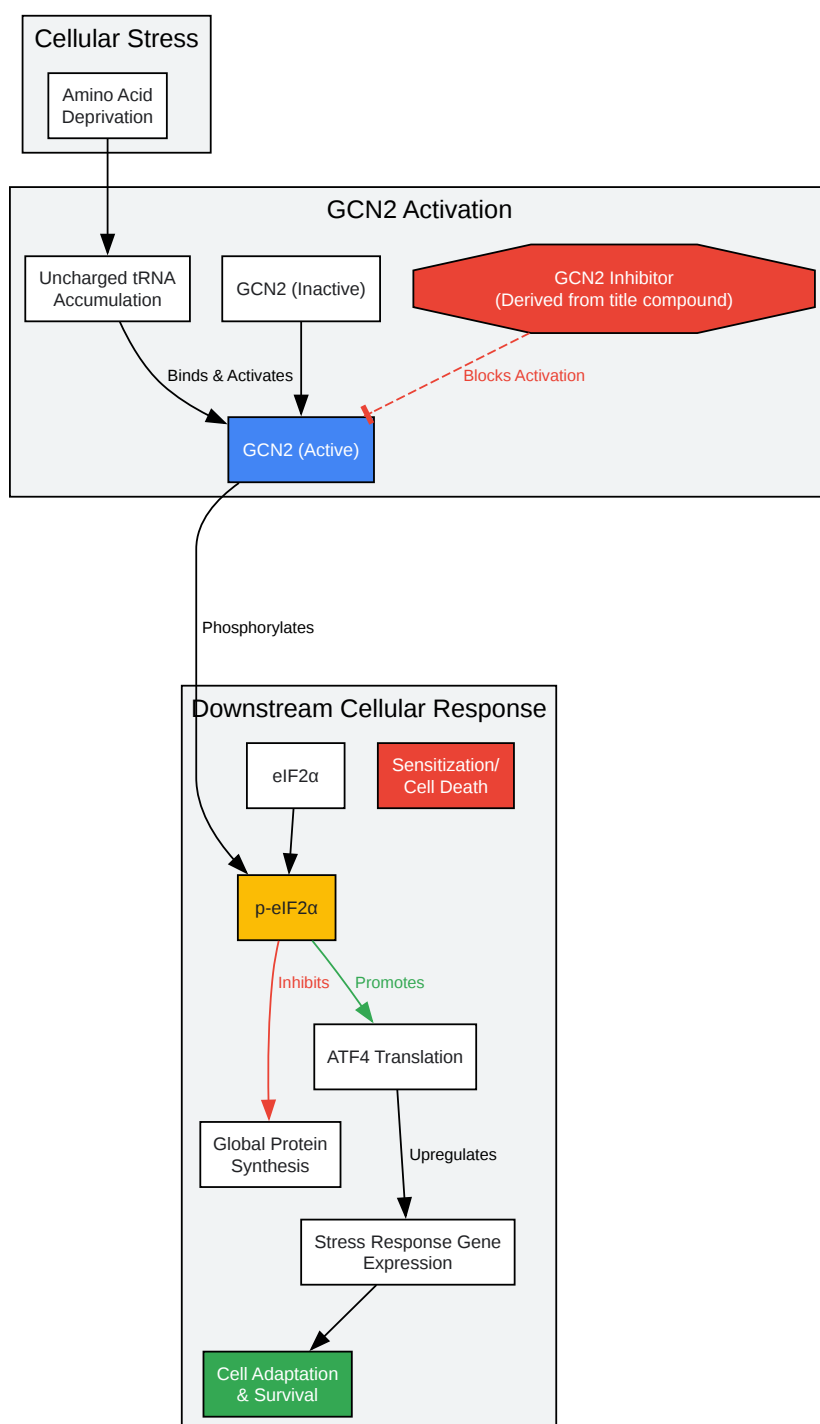 Cellular Stress
Amino Acid
Deprivation
GCN2 Activation
Uncharged tRNA
Accumulation
GCN2 (Inactive)
GCN2 Inhibitor
(Derived from title compound)
Binds & Activates
Blocks Activation
GCN2 (Active)
Phosphorylates
Downstream Cellular Response
eIF2α
Sensitization/
Cell Death
p-eIF2α
Inhibits
Promotes
ATF4 Translation
Global Protein
Synthesis
Upregulates
Stress Response Gene
Expression
Cell Adaptation
& Survival